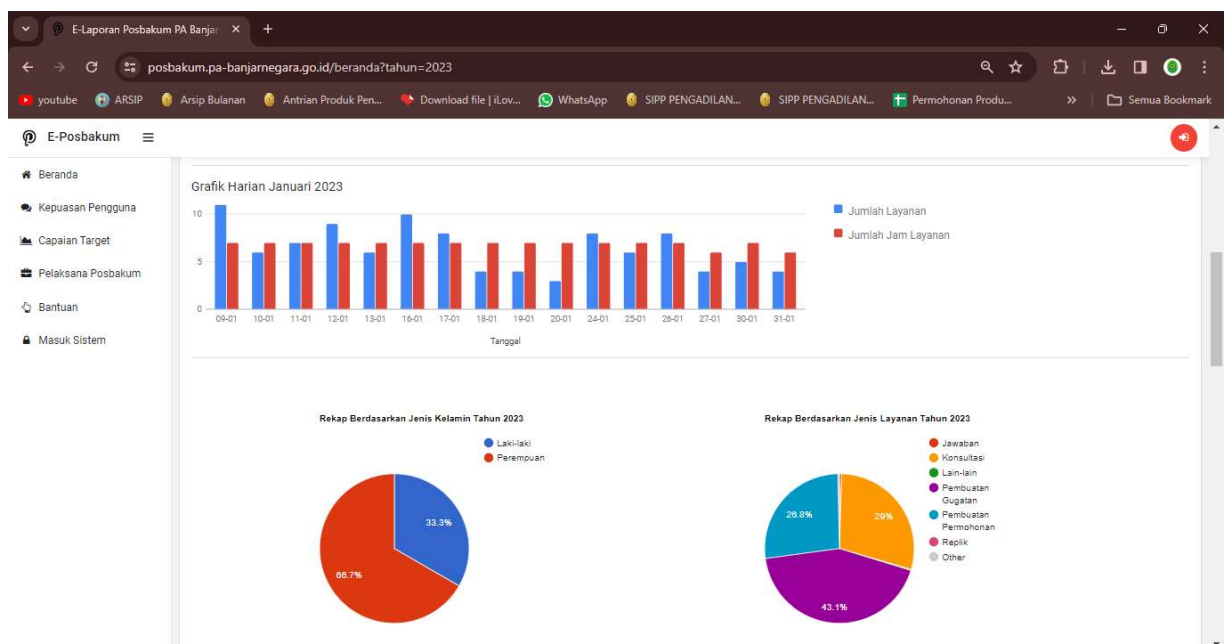 E-Laporan Posbakum PA Banjar
posbakum.pa-banjarnegara.go.id/beranda?tahun=2023
youtube ARSIP Arsip Bulanan Antrian Produk Pen... Download file | iLov... WhatsApp SIPP PENGADILAN... SIPP PENGADILAN... Permohonan Produ... » Semua Bookmark
E-Posbakum
Beranda
Kepuasan Pengguna
Capaian Target
Pelaksana Posbakum
Bantuan
Masuk Sistem
Grafik Harian Januari 2023
10
5
0
09-01 10-01 11-01 12-01 13-01 16-01 17-01 18-01 19-01 20-01 24-01 25-01 26-01 27-01 30-01 31-01
Tanggal
Jumlah Layanan
Jumlah Jam Layanan
Rekap Berdasarkan Jenis Kelamin Tahun 2023
Laki-laki
Perempuan
33.3%
66.7%
Rekap Berdasarkan Jenis Layanan Tahun 2023
Jawaban
Konsultasi
Lain-lain
Pembuatan
Gugatan
Pembuatan
Permohonan
Replik
Other
26.8%
29%
43.1%